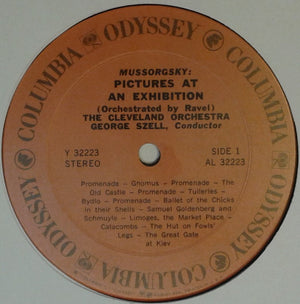 COLUMBIA ODYSSEY COLUMBIA ODYSSEY COLUMBIA ODYSSEY
MUSSORGSKY:
PICTURES AT
AN EXHIBITION
(Orchestrated by Ravel)
THE CLEVELAND ORCHESTRA
GEORGE SZELL, Conductor
Y 32223
STEREO
SIDE 1
AL 32223
Promenade – Gnomus – Promenade – The
Old Castle – Promenade – Tuileries –
Bydlo – Promenade – Ballet of the Chicks
in their Shells – Samuel Goldenberg and
Schmuyle – Limoges, the Market Place –
Catacombs – The Hut on Fowls'
Legs – The Great Gate
at Kiev